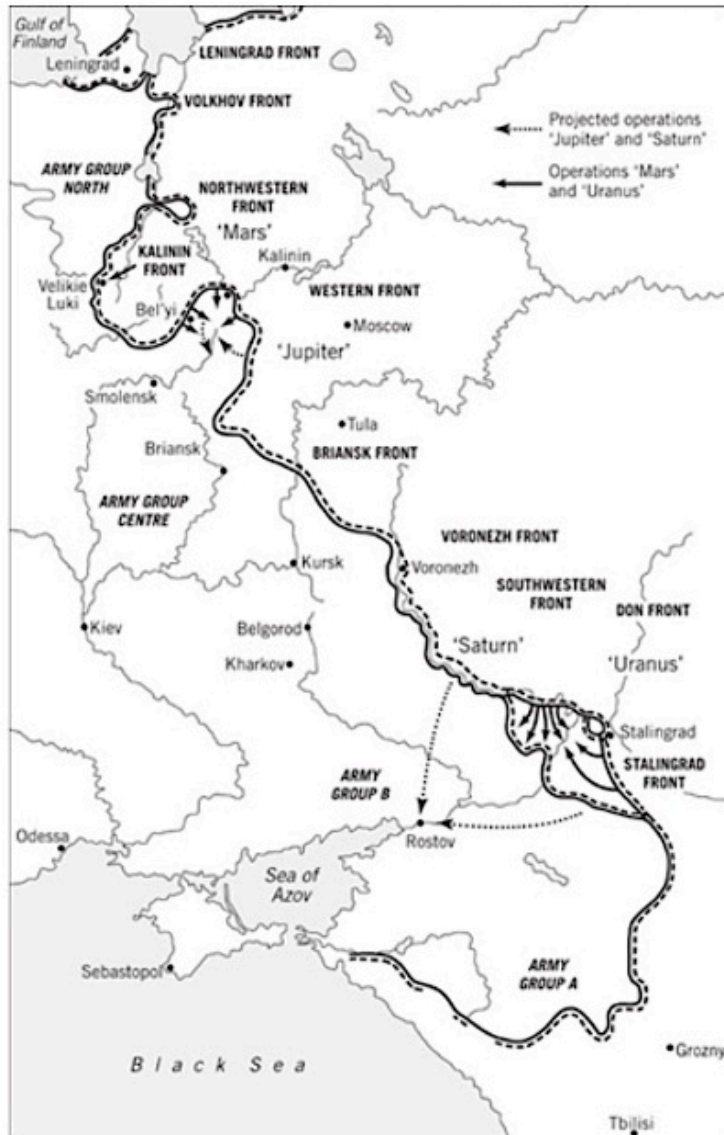 Gulf of
Finland
Leningrad
LENINGRAD FRONT
VOLKHOV FRONT
Projected operations
'Jupiter' and 'Saturn'
Operations 'Mars'
and 'Uranus'
ARMY GROUP
NORTH
NORTHWESTERN
FRONT
'Mars'
KALININ
FRONT
Kalinin
Velikie
Luki
Bel'yi
WESTERN FRONT
Moscow
'Jupiter'
Smolensk
Tula
BRIANSK FRONT
Briansk
ARMY GROUP
CENTRE
VORONEZH FRONT
Kursk
Voronezh
SOUTHWESTERN
FRONT
DON FRONT
Kiev
Belgorod
'Saturn'
'Uranus'
Kharkov
Stalingrad
STALINGRAD
FRONT
ARMY
GROUP B
Odessa
Rostov
Sea of
Azov
Sebastopol
ARMY
GROUP A
Grozny
Black Sea
Tbilisi